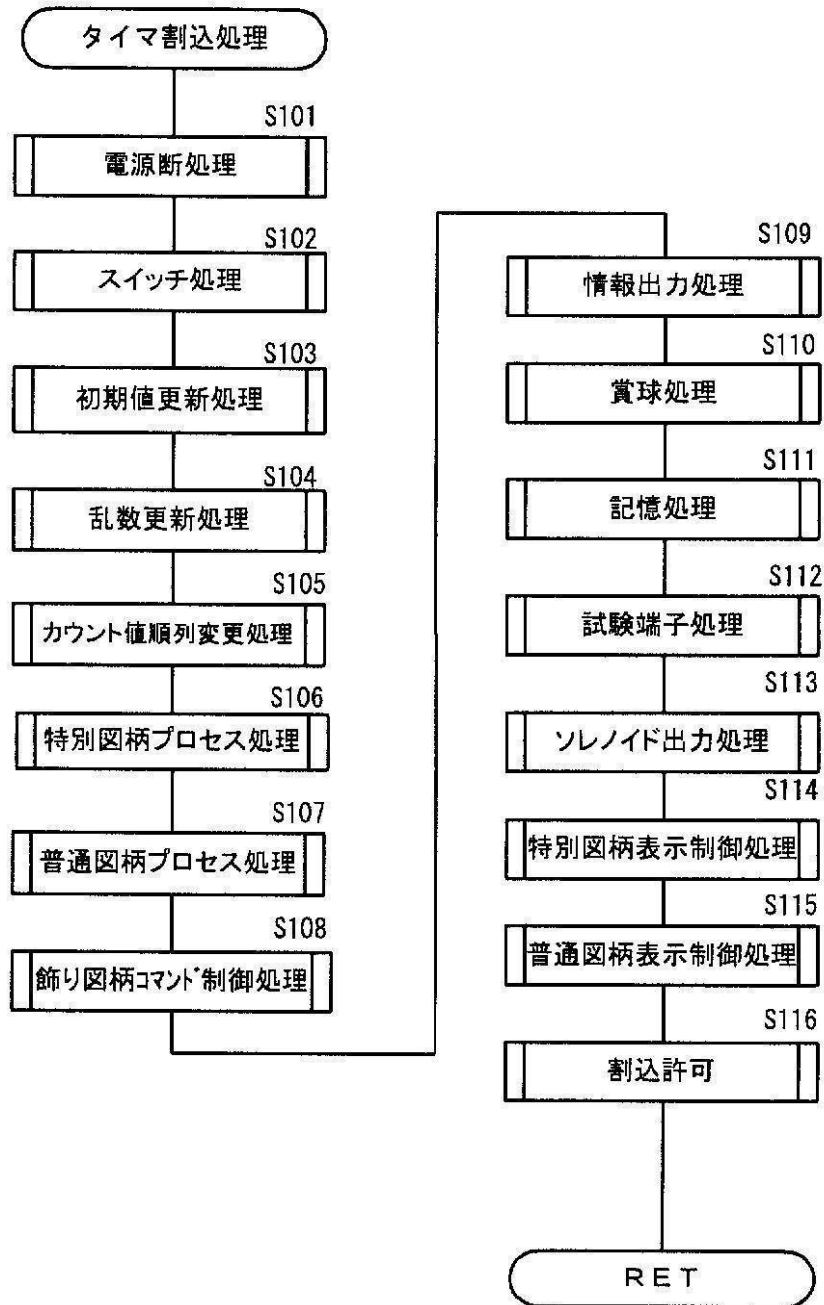 タイマ割込処理
S101
電源断処理
S102
スイッチ処理
S103
初期値更新処理
S104
乱数更新処理
S105
カウント値順列変更処理
S106
特別図柄プロセス処理
S107
普通図柄プロセス処理
S108
飾り図柄コマンド制御処理
S109
情報出力処理
S110
賞球処理
S111
記憶処理
S112
試験端子処理
S113
ソレノイド出力処理
S114
特別図柄表示制御処理
S115
普通図柄表示制御処理
S116
割込許可
RET